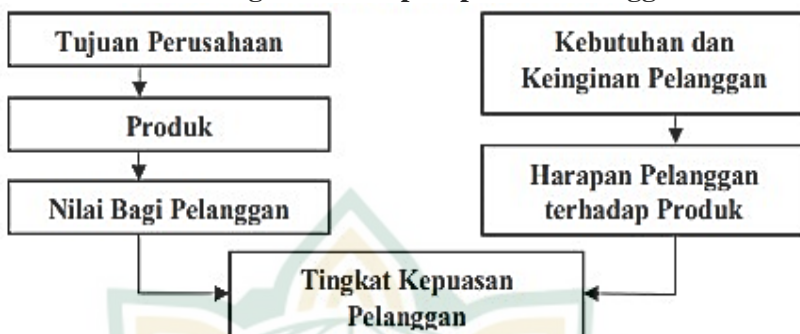 Tujuan Perusahaan
Produk
Nilai Bagi Pelanggan
Kebutuhan dan
Keinginan Pelanggan
Harapan Pelanggan
terhadap Produk
Tingkat Kepuasan
Pelanggan